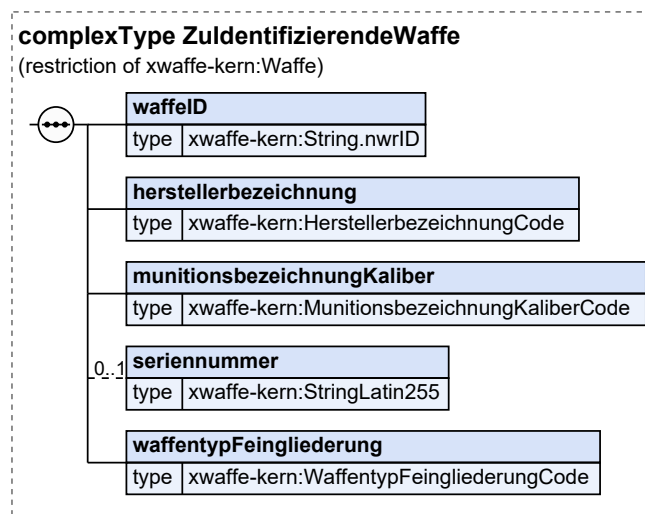 complexType ZuIdentifizierendeWaffe
(restriction of xwaffe-kern:Waffe)
waffeID
type xwaffe-kern:String.nwrID
herstellerbezeichnung
type xwaffe-kern:HerstellerbezeichnungCode
munitionsbezeichnungKaliber
type xwaffe-kern:MunitionsbezeichnungKaliberCode
0..1 seriennummer
type xwaffe-kern:StringLatin255
waffentypFeingliederung
type xwaffe-kern:WaffentypFeingliederungCode